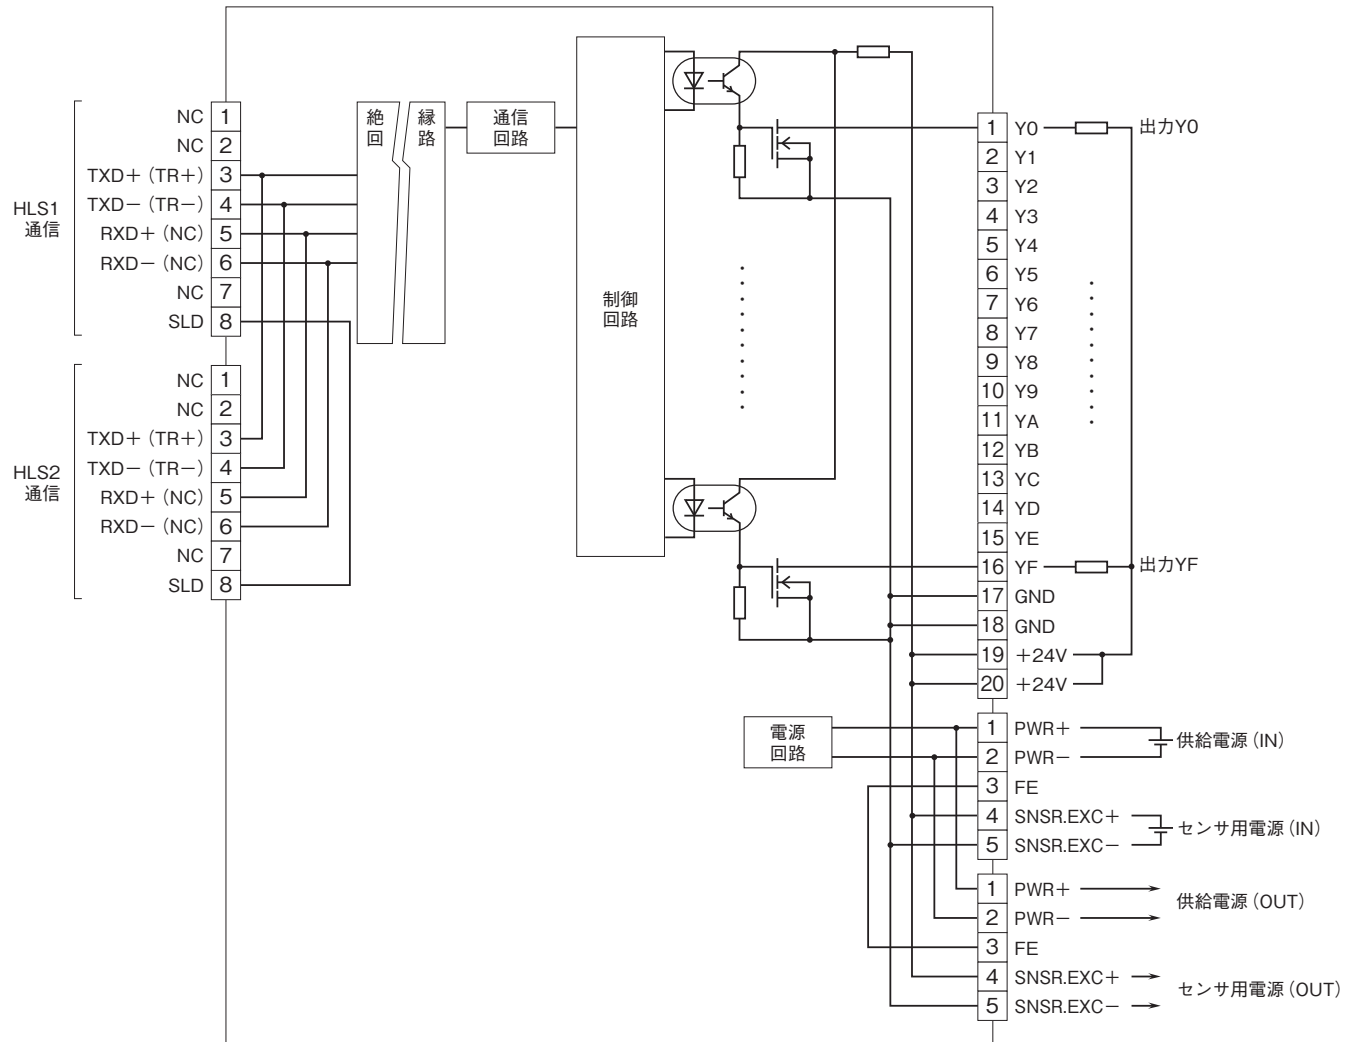 HLS1
通信
NC 1
NC 2
TXD+ (TR+) 3
TXD− (TR−) 4
RXD+ (NC) 5
RXD− (NC) 6
NC 7
SLD 8
HLS2
通信
NC 1
NC 2
TXD+ (TR+) 3
TXD− (TR−) 4
RXD+ (NC) 5
RXD− (NC) 6
NC 7
SLD 8
絶 縁
回 路
通信
回路
制御
回路
1 Y0 出力Y0
2 Y1
3 Y2
4 Y3
5 Y4
6 Y5
7 Y6
8 Y7
9 Y8
10 Y9
11 YA
12 YB
13 YC
14 YD
15 YE
16 YF 出力YF
17 GND
18 GND
19 +24V
20 +24V
電源
回路
1 PWR+
2 PWR−
供給電源(IN)
3 FE
4 SNSR.EXC+
5 SNSR.EXC−
センサ用電源(IN)
1 PWR+
2 PWR−
供給電源(OUT)
3 FE
4 SNSR.EXC+
5 SNSR.EXC−
センサ用電源(OUT)